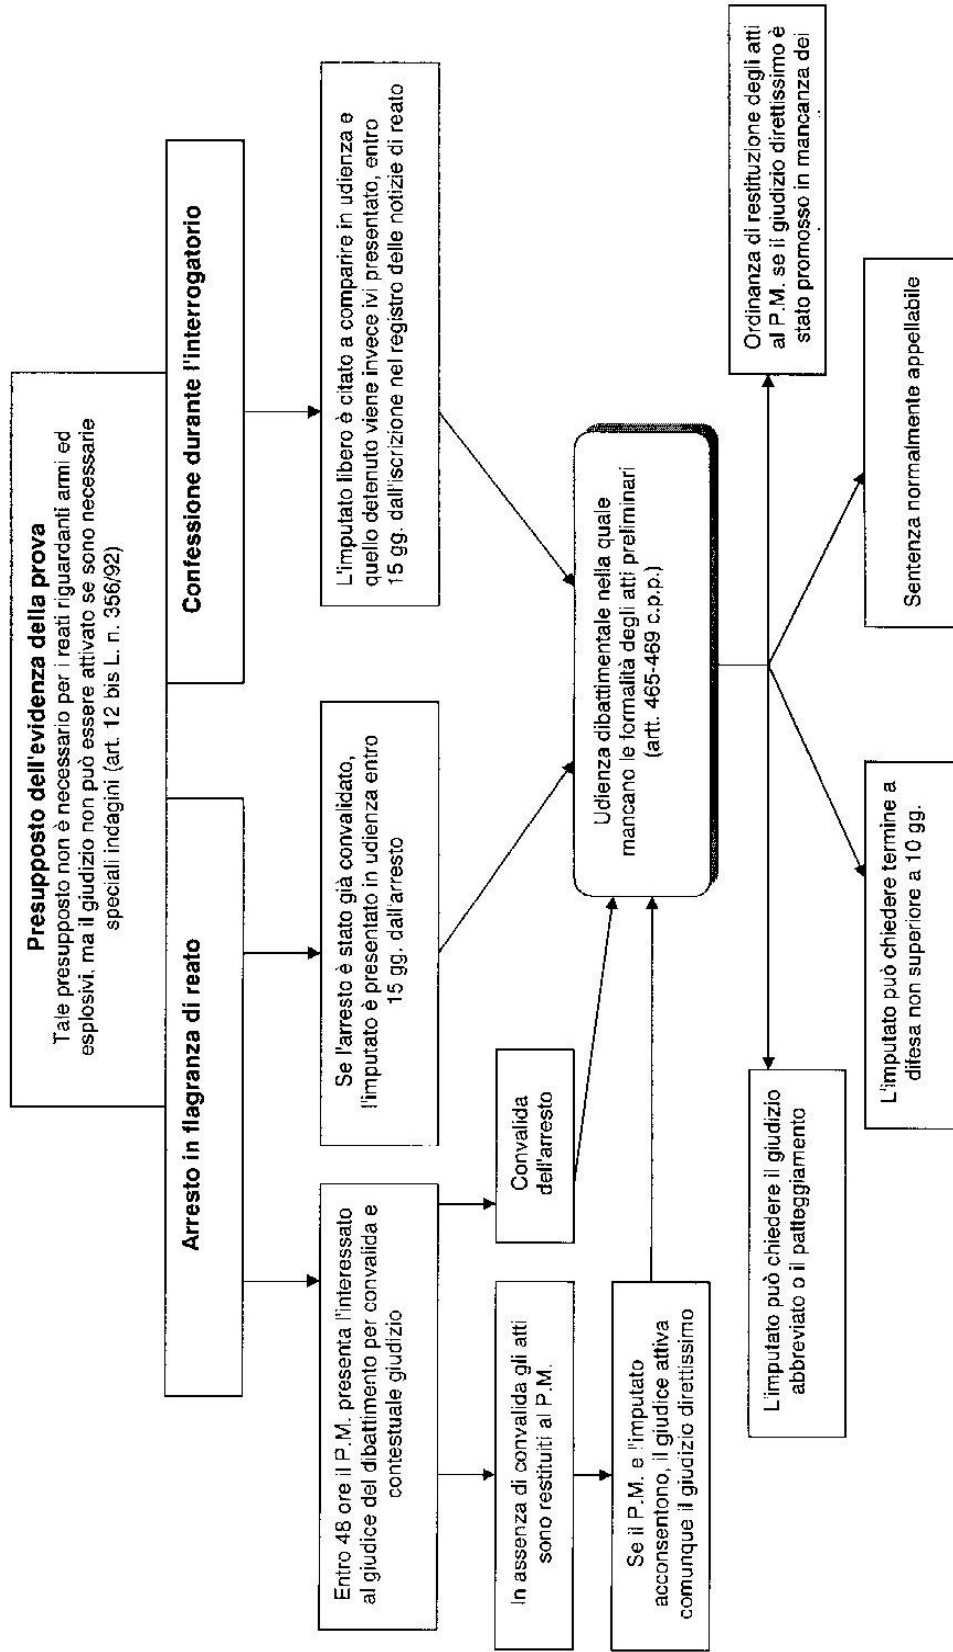 Presupposto dell'evidenza della prova
Tale presupposto non è necessario per i reati riguardanti armi ed
esplosivi, ma il giudizio non può essere attivato se sono necessarie
speciali indagini (art. 12 bis L. n. 356/92)
Arresto in flagranza di reato
Confessione durante l'interrogatorio
Entro 48 ore il P.M. presenta l'interessato
al giudice del dibattimento per convalida e
contestuale giudizio
Se l'arresto è stato già convalidato,
l'imputato è presentato in udienza entro
15 gg. dall'arresto
L'imputato libero è citato a comparire in udienza e
quello detenuto viene invece ivi presentato, entro
15 gg. dall'iscrizione nel registro delle notizie di reato
In assenza di convalida gli atti
sono restituiti al P.M.
Convalida
dell'arresto
Se il P.M. e l'imputato
acconsentono, il giudice attiva
comunque il giudizio direttissimo
Udienza dibattimentale nella quale
mancano le formalità degli atti preliminari
(artt. 465-469 c.p.p.)
L'imputato può chiedere il giudizio
abbreviato o il patteggiamento
Ordinanza di restituzione degli atti
al P.M. se il giudizio direttissimo è
stato promosso in mancanza dei
L'imputato può chiedere termine a
difesa non superiore a 10 gg.
Sentenza normalmente appellabile